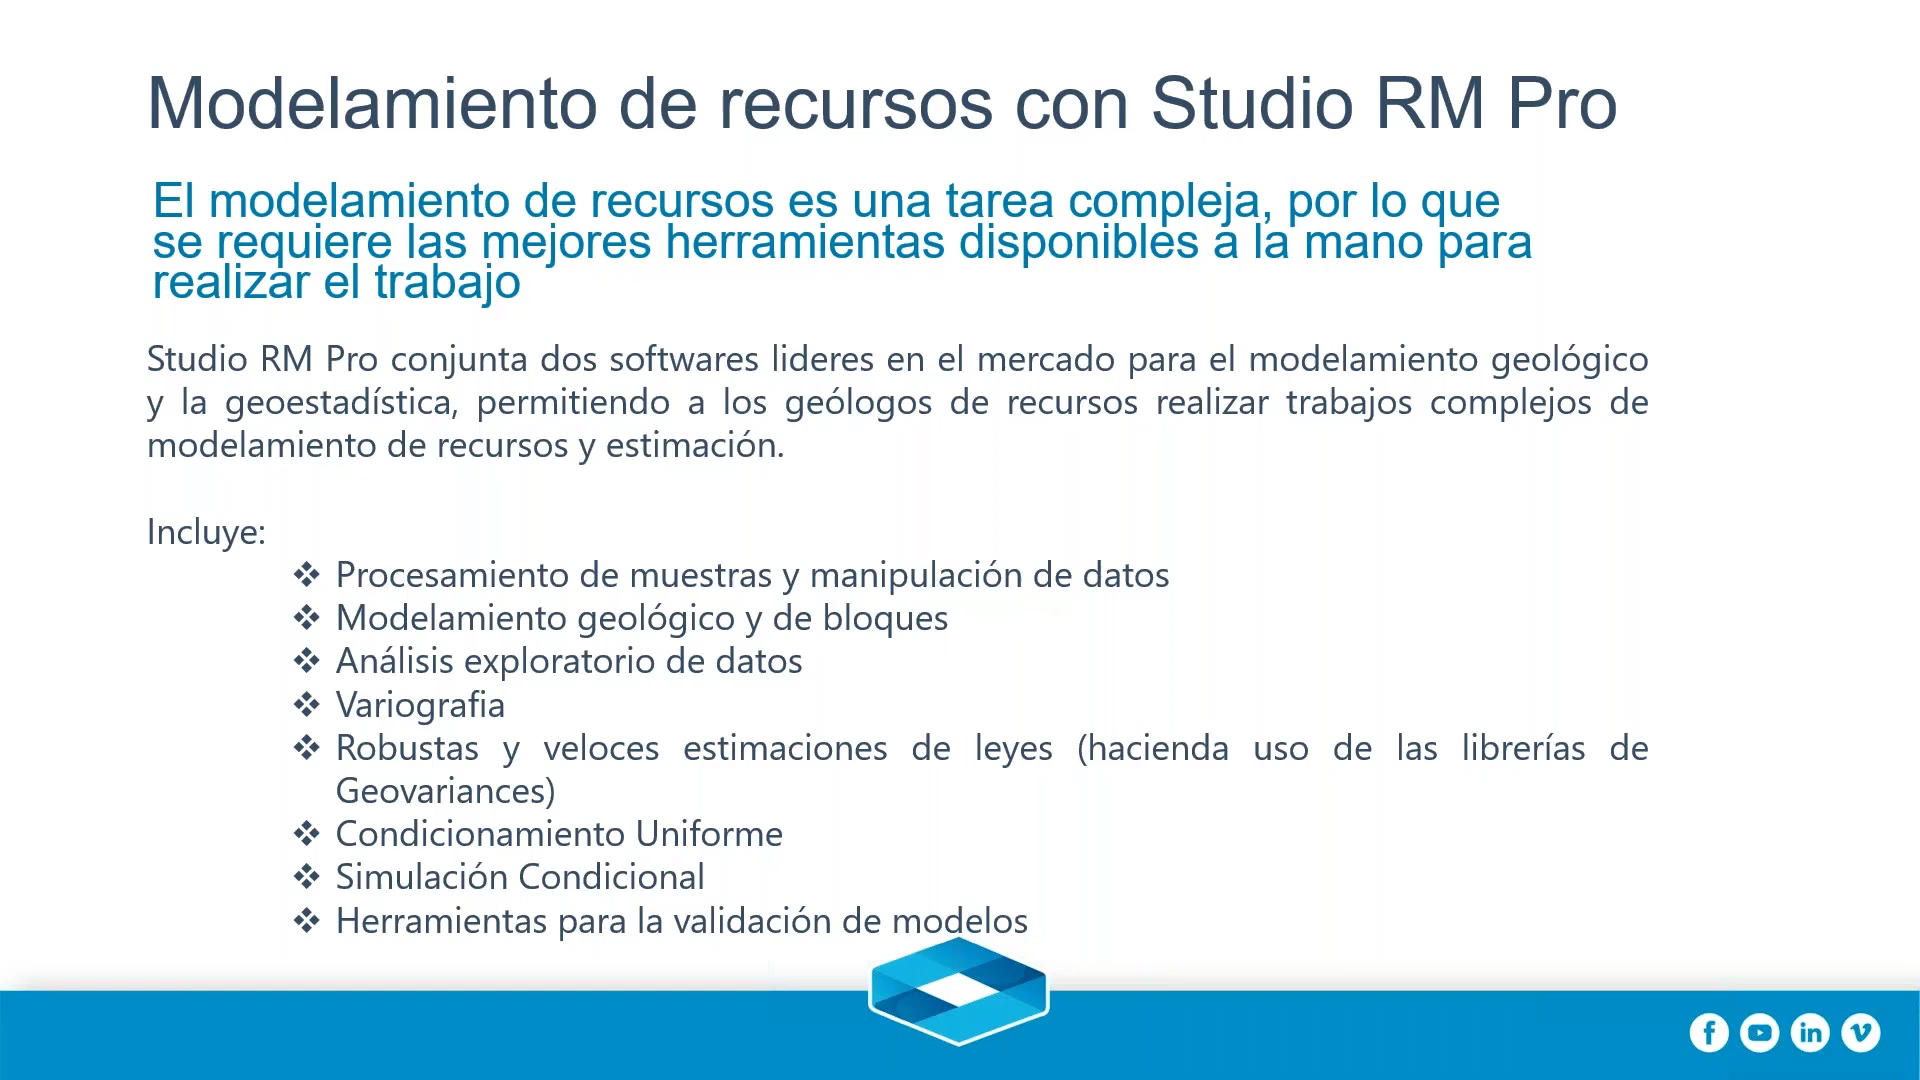 Modelamiento de recursos con Studio RM Pro
El modelamiento de recursos es una tarea compleja, por lo que
se requiere las mejores herramientas disponibles a la mano para
realizar el trabajo
Studio RM Pro conjunta dos softwares lideres en el mercado para el modelamiento geológico
y la geoestadística, permitiendo a los geólogos de recursos realizar trabajos complejos de
modelamiento de recursos y estimación.
Incluye:
❖ Procesamiento de muestras y manipulación de datos
❖ Modelamiento geológico y de bloques
❖ Análisis exploratorio de datos
❖ Variografia
❖ Robustas y veloces estimaciones de leyes (hacienda uso de las librerías de
Geovariances)
❖ Condicionamiento Uniforme
❖ Simulación Condicional
❖ Herramientas para la validación de modelos